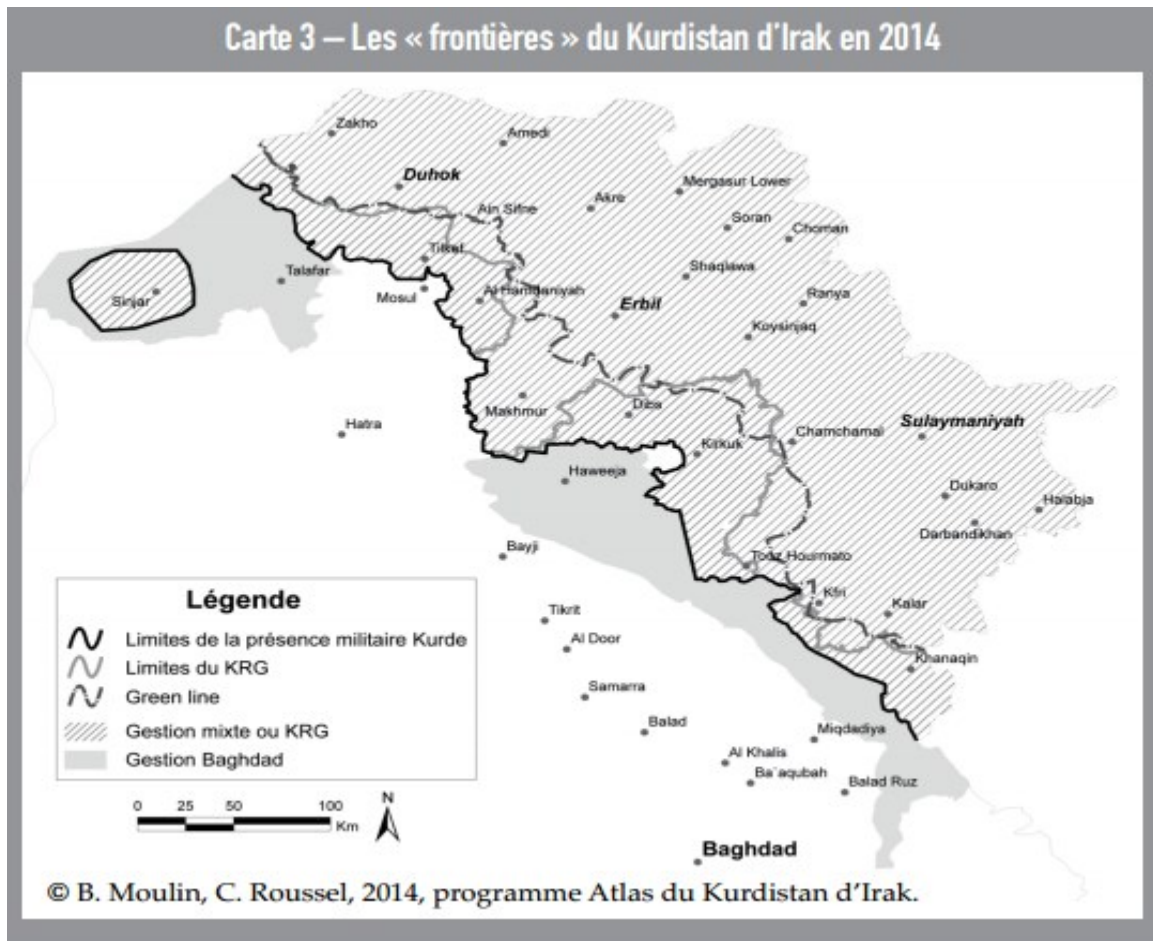 Carte 3 – Les « frontières » du Kurdistan d'Irak en 2014
Zakho
Amedi
Duhok
Mergasur Lower
Akre
Ain Sifne
Soran
Choman
Tilkef
Shaqlawa
Talafar
Sinjar
Mosul
Al Hamdaniyah
Ranya
Erbil
Koysinjaq
Makhmur
Diba
Hatra
Sulaymaniyah
Chamchamal
Kirkuk
Haweeja
Dukaro
Halabja
Darbandikhan
Bayji
Tooz Hourmato
Kfri
Kalar
Tikrit
Al Door
Khanaqin
Samarra
Balad
Miqdadiya
Al Khalis
Ba´aqubah
Balad Ruz
Baghdad
Légende
Limites de la présence militaire Kurde
Limites du KRG
Green line
Gestion mixte ou KRG
Gestion Baghdad
0 25 50 100
Km
N
© B. Moulin, C. Roussel, 2014, programme Atlas du Kurdistan d'Irak.